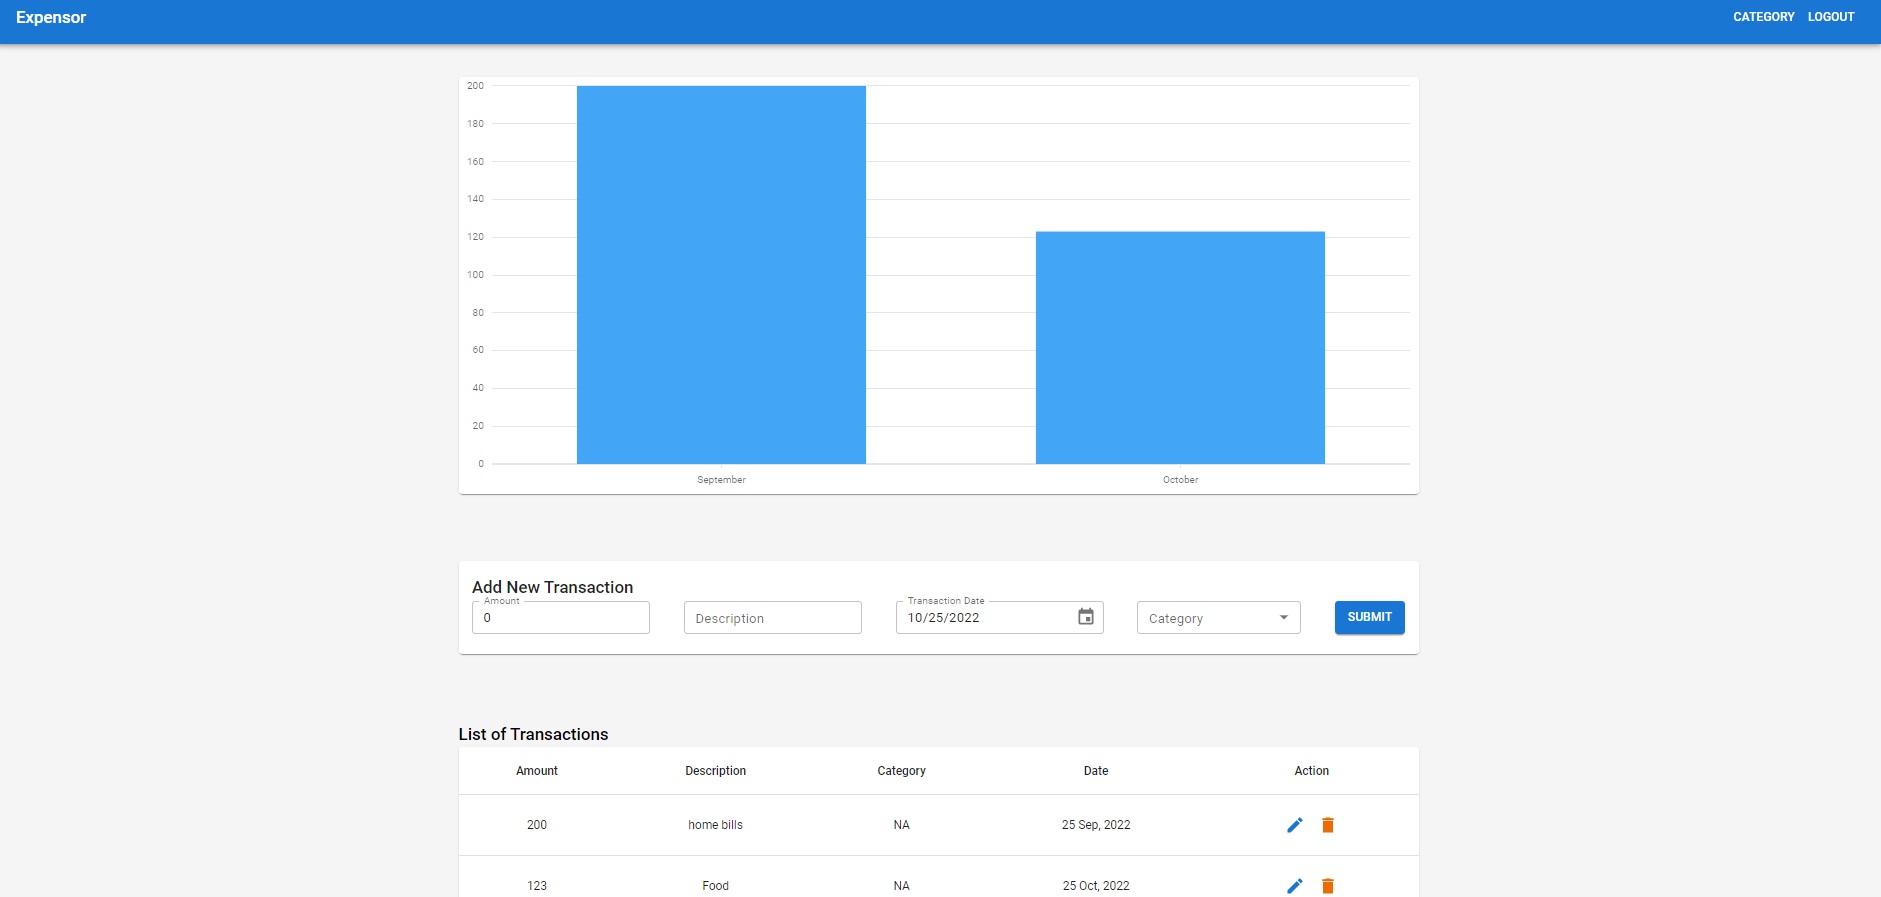 Expensor CATEGORY LOGOUT
200
180
160
140
120
100
80
60
40
20
0
September October
Add New Transaction
Amount Transaction Date
0 Description 10/25/2022 Category SUBMIT
List of Transactions
Amount Description Category Date Action
200 home bills NA 25 Sep, 2022
123 Food NA 25 Oct, 2022